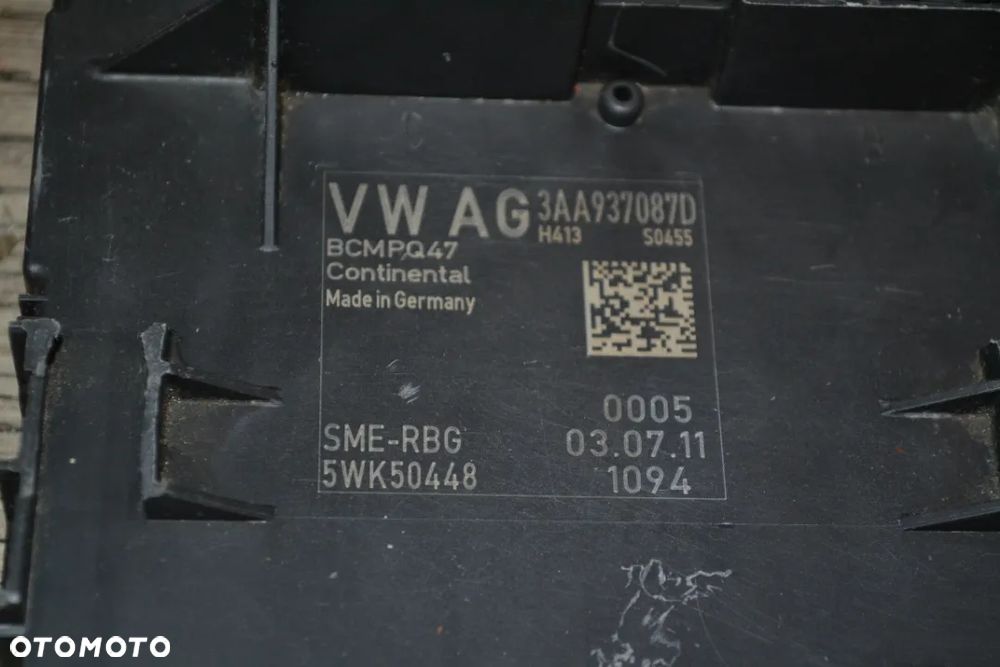 VW AG 3AA937087D
H413 S0455
BCMPQ47
Continental
Made in Germany
0005
SME-RBG 03.07.11
5WK50448 1094
OTOMOTO